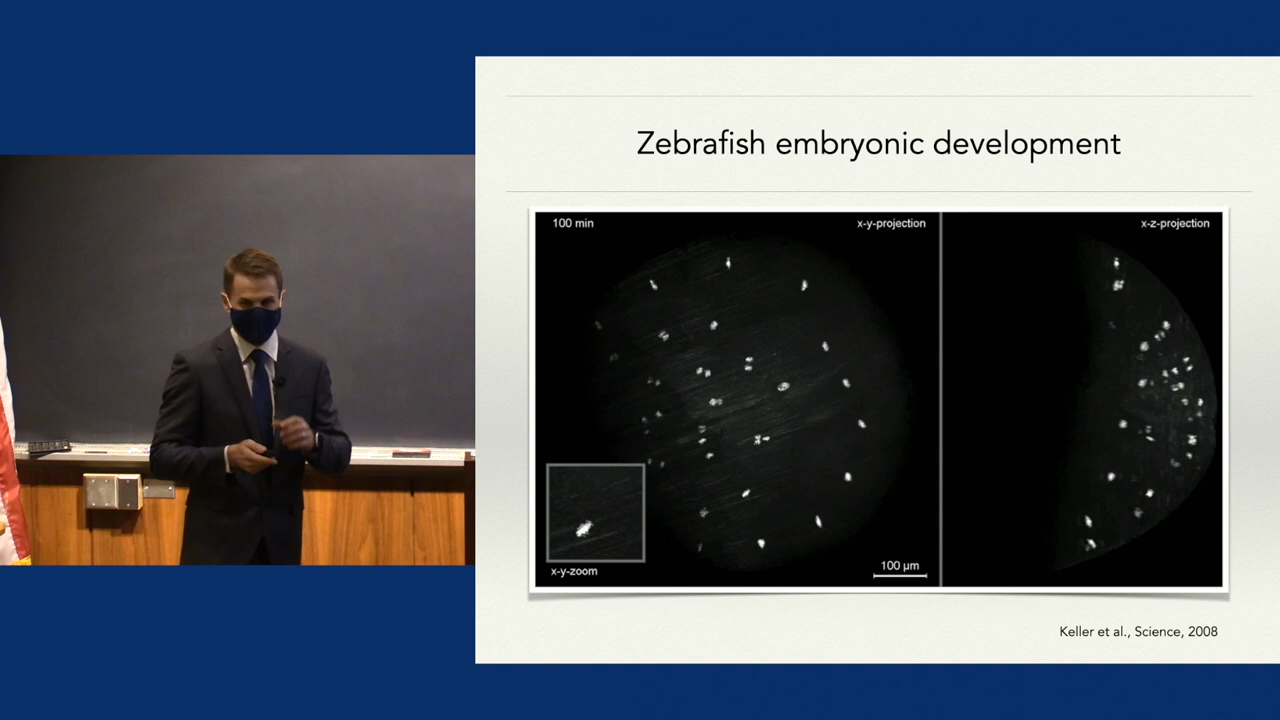 Zebrafish embryonic development
100 min
x-y-projection
x-z-projection
x-y-zoom
100 µm
Keller et al., Science, 2008